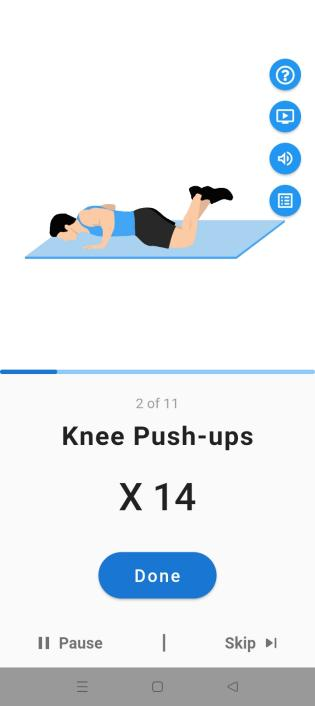 2 of 11
Knee Push-ups
X 14
Done
Pause | Skip